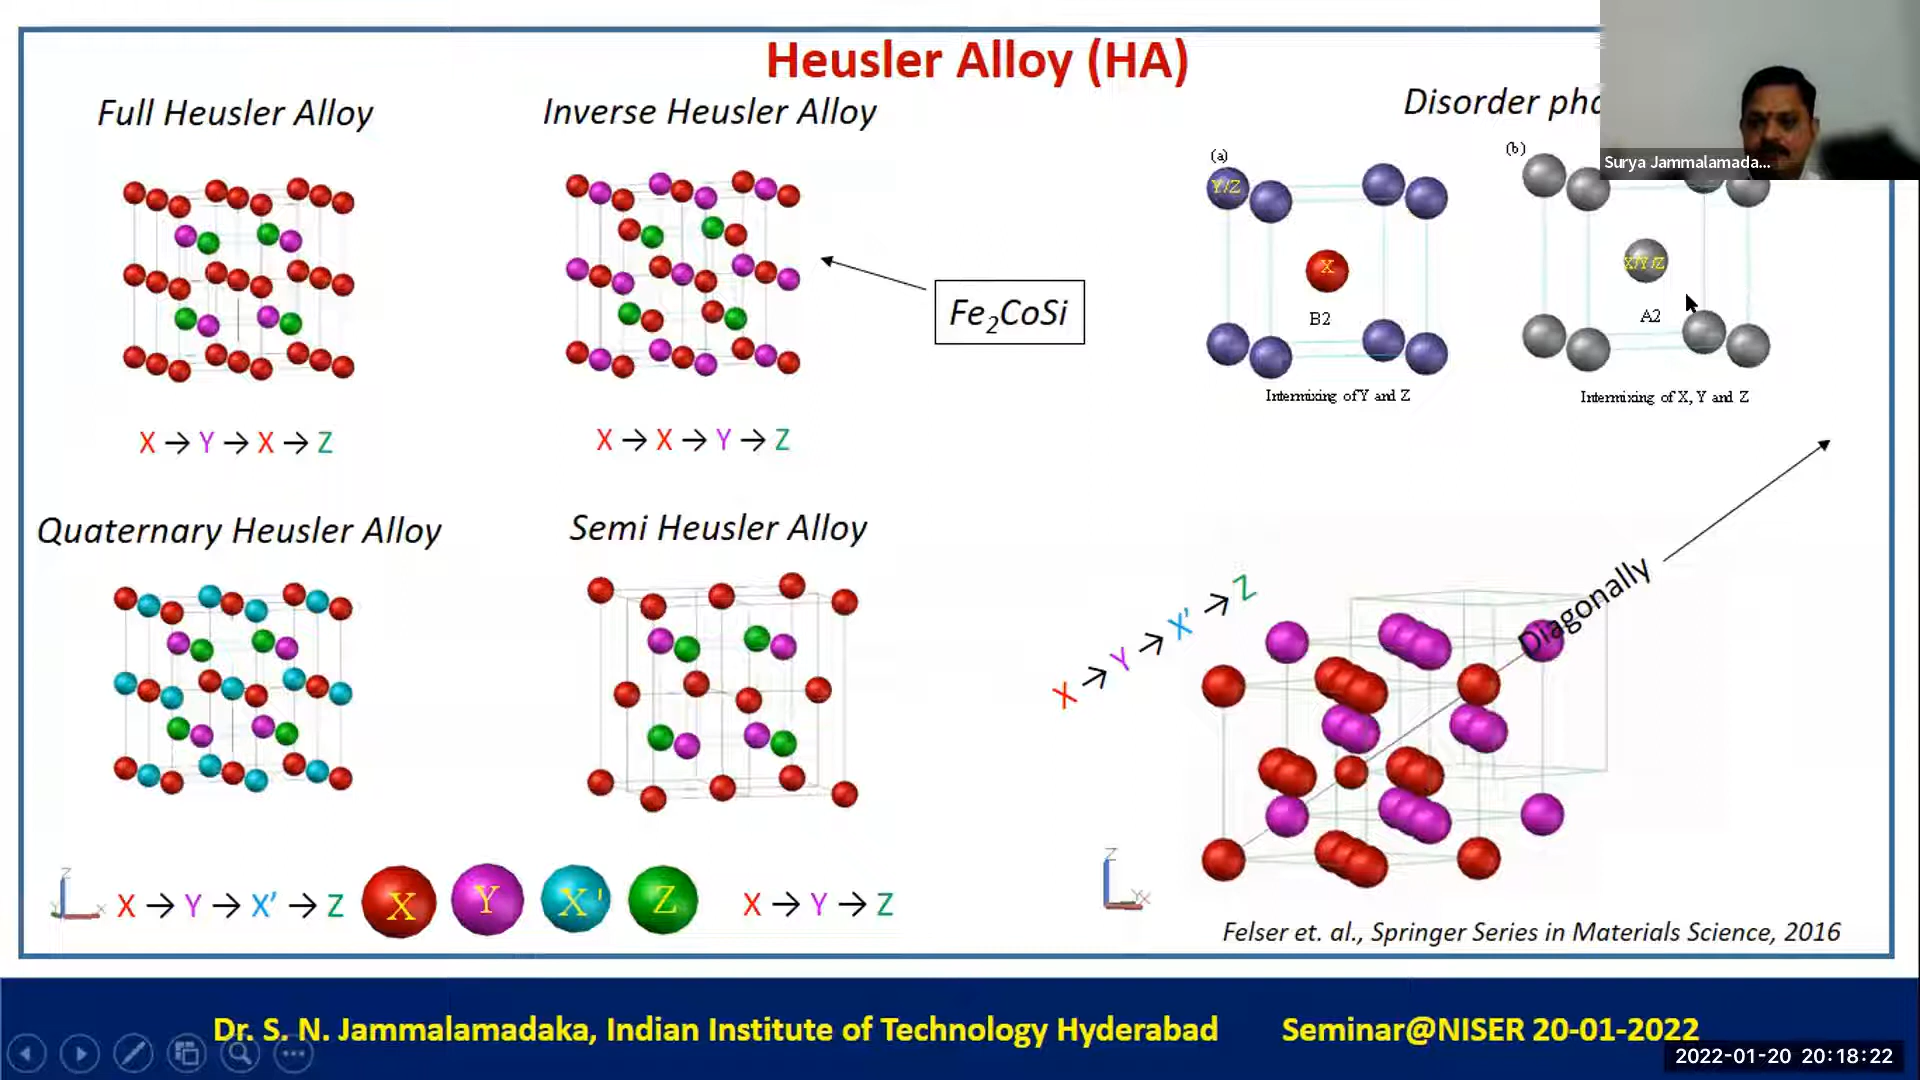 Heusler Alloy (HA)
Full Heusler Alloy
Inverse Heusler Alloy
Disorder pha
Surya Jammalamada...
(a)
(b)
Y/Z
X
B2
X/Y/Z
A2
Intermixing of Y and Z
Intermixing of X, Y and Z
Fe₂CoSi
X → Y → X → Z
X → X → Y → Z
Quaternary Heusler Alloy
Semi Heusler Alloy
X → Y → X' → Z
Diagonally
X → Y → X' → Z
X
Y
X'
Z
X → Y → Z
Z
X
Z
Y
X
Felser et. al., Springer Series in Materials Science, 2016
Dr. S. N. Jammalamadaka, Indian Institute of Technology Hyderabad
Seminar@NISER 20-01-2022
2022-01-20 20:18:22